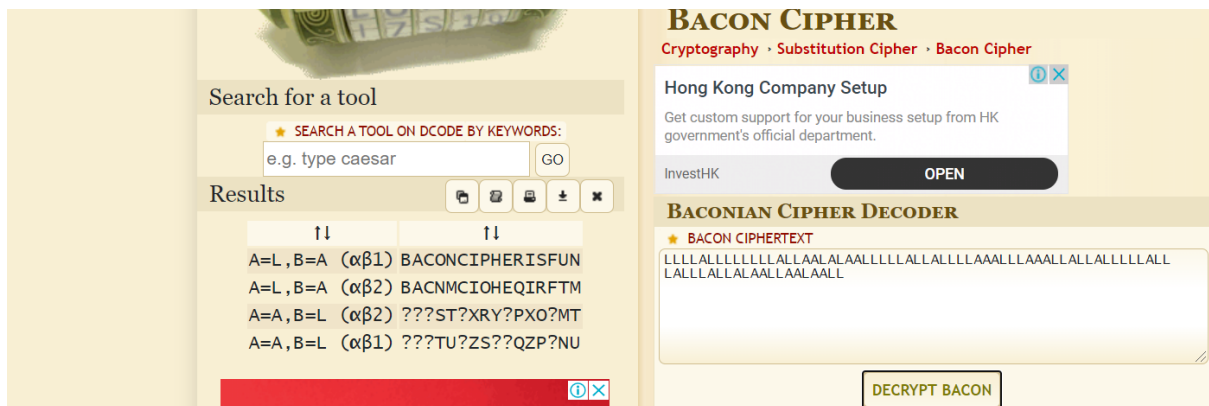 Search for a tool
SEARCH A TOOL ON DCODE BY KEYWORDS:
e.g. type caesar
GO
Results
↑↓ ↑↓
A=L,B=A (αβ1) BACONCIPHERISFUN
A=L,B=A (αβ2) BACNMCIOHEQIRFTM
A=A,B=L (αβ2) ???ST?XRY?PXO?MT
A=A,B=L (αβ1) ???TU?ZS??QZP?NU
BACON CIPHER
Cryptography › Substitution Cipher › Bacon Cipher
Hong Kong Company Setup
Get custom support for your business setup from HK
government's official department.
InvestHK
OPEN
BACONIAN CIPHER DECODER
BACON CIPHERTEXT
LLLLALLLLLLLLALLAALALAALLLLLALLALLLLAAALLLAAALLALLALLLLLALL
LALLLALLALAALLAALAALL
DECRYPT BACON